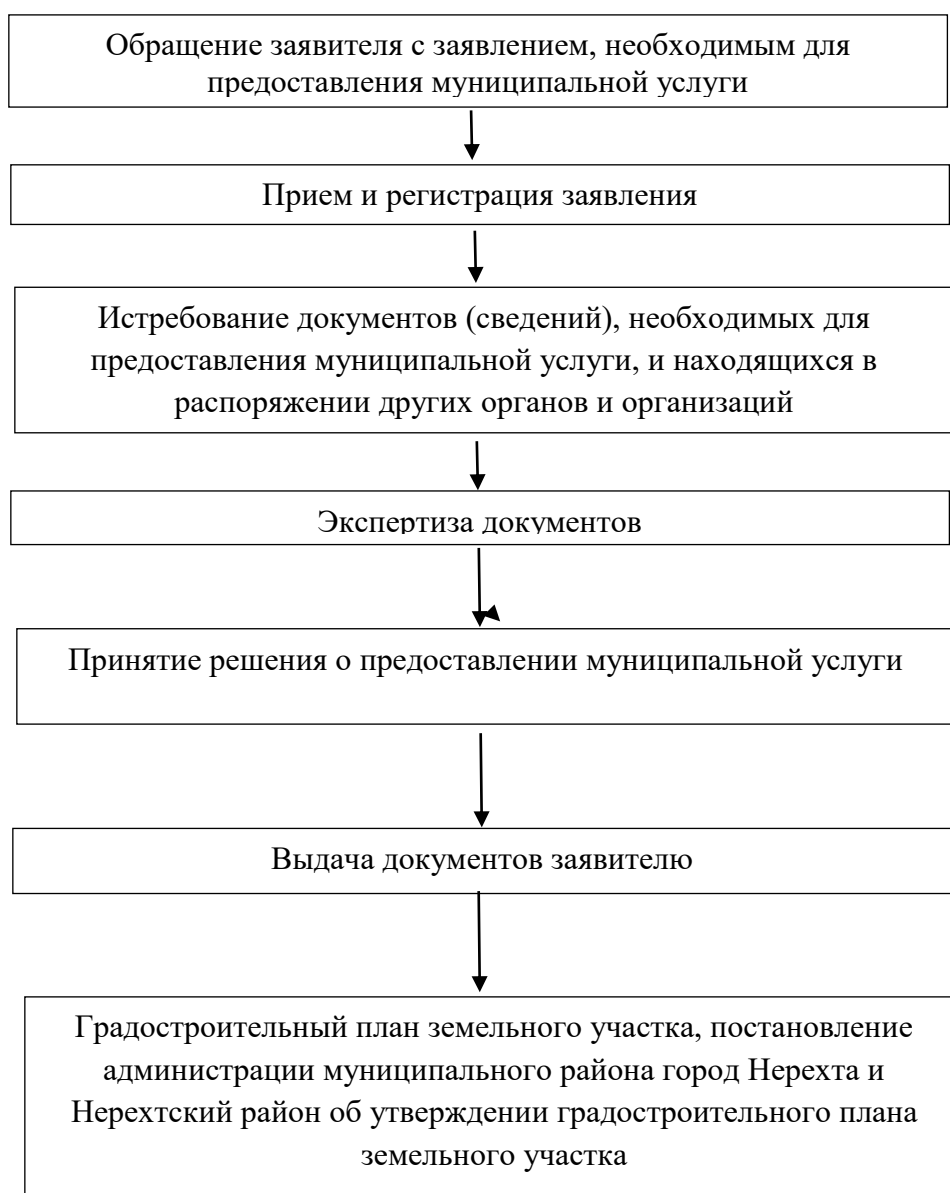 Обращение заявителя с заявлением, необходимым для
предоставления муниципальной услуги
Прием и регистрация заявления
Истребование документов (сведений), необходимых для
предоставления муниципальной услуги, и находящихся в
распоряжении других органов и организаций
Экспертиза документов
Принятие решения о предоставлении муниципальной услуги
Выдача документов заявителю
Градостроительный план земельного участка, постановление
администрации муниципального района город Нерехта и
Нерехтский район об утверждении градостроительного плана
земельного участка